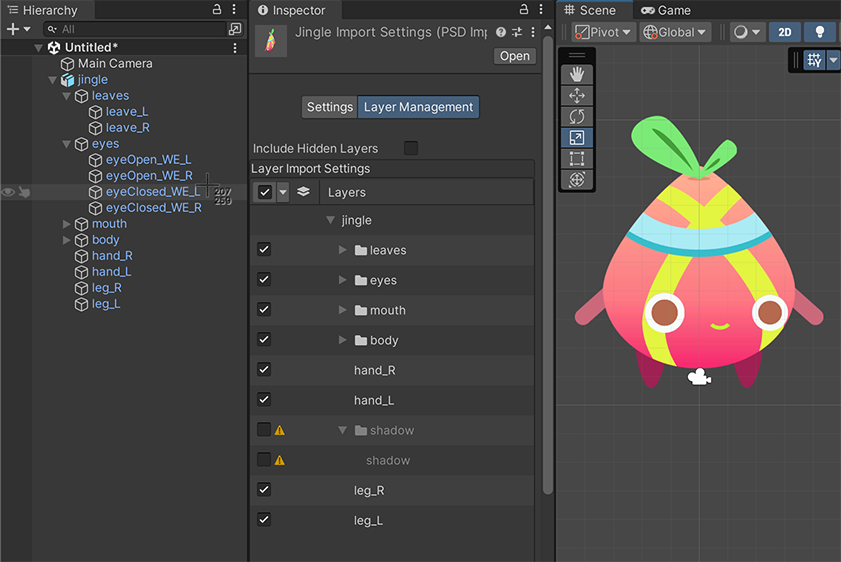 Hierarchy
All
Untitled*
Main Camera
jingle
leaves
leave_L
leave_R
eyes
eyeOpen_WE_L
eyeOpen_WE_R
eyeClosed_WE_L
207
259
eyeClosed_WE_R
mouth
body
hand_R
hand_L
leg_R
leg_L
Inspector
Jingle Import Settings (PSD Imp
Open
Settings
Layer Management
Include Hidden Layers
Layer Import Settings
Layers
jingle
leaves
eyes
mouth
body
hand_R
hand_L
shadow
shadow
leg_R
leg_L
Scene
Game
Pivot
Global
2D
Y